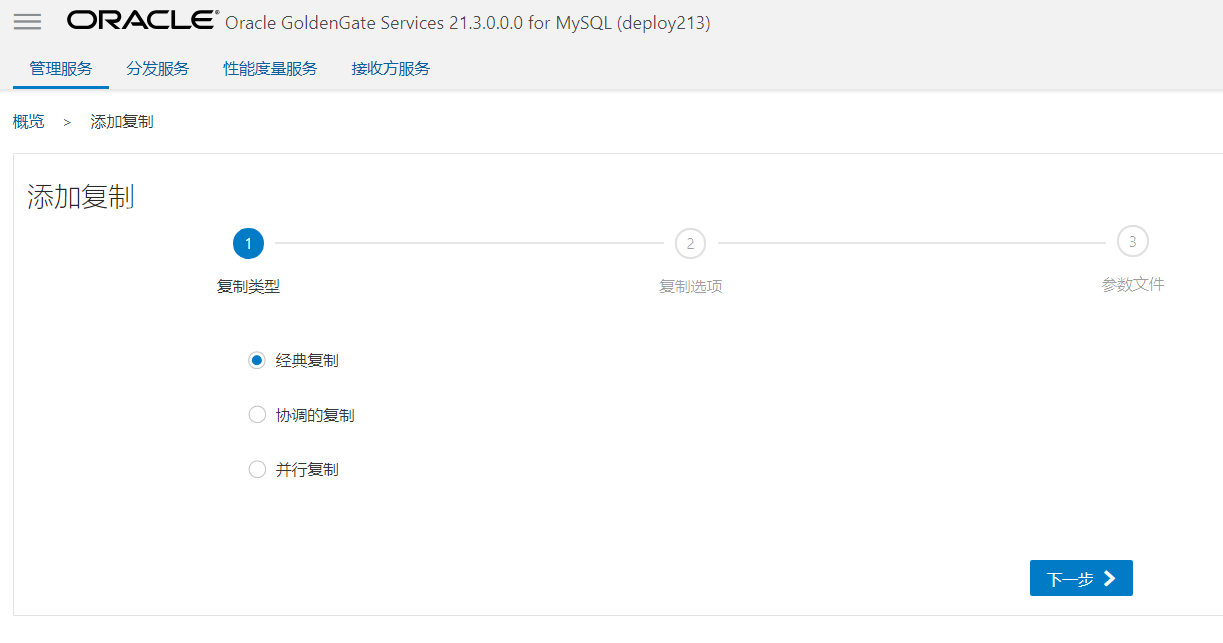 ORACLE® Oracle GoldenGate Services 21.3.0.0.0 for MySQL (deploy213)
管理服务 分发服务 性能度量服务 接收方服务
概览 > 添加复制
添加复制
1 2 3
复制类型 复制选项 参数文件
经典复制
协调的复制
并行复制
下一步